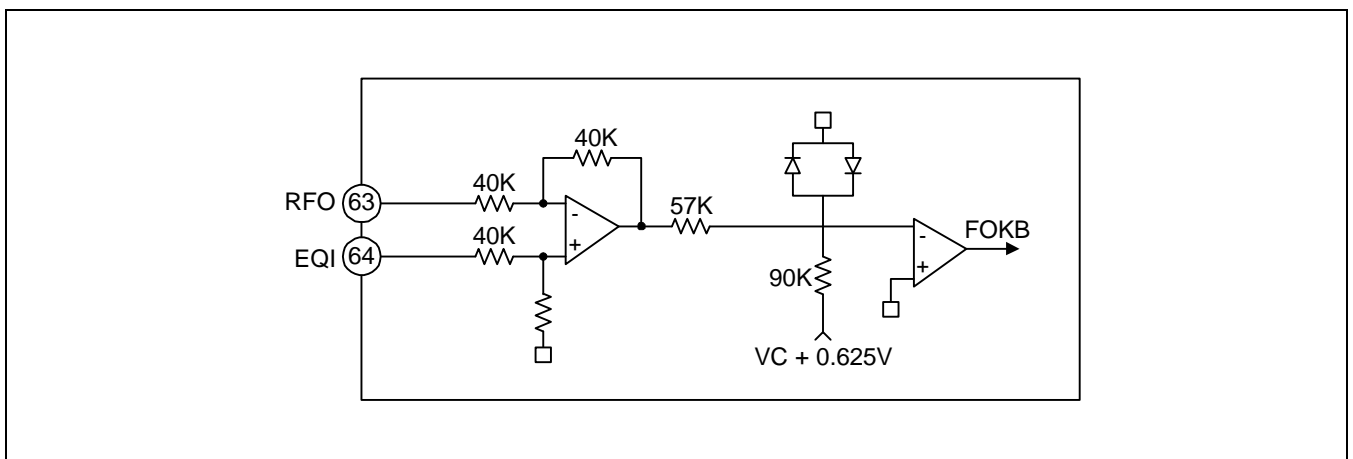 40K
RFO 63 40K -
57K
FOKB
-
EQI 64 40K +
+
90K
VC + 0.625V